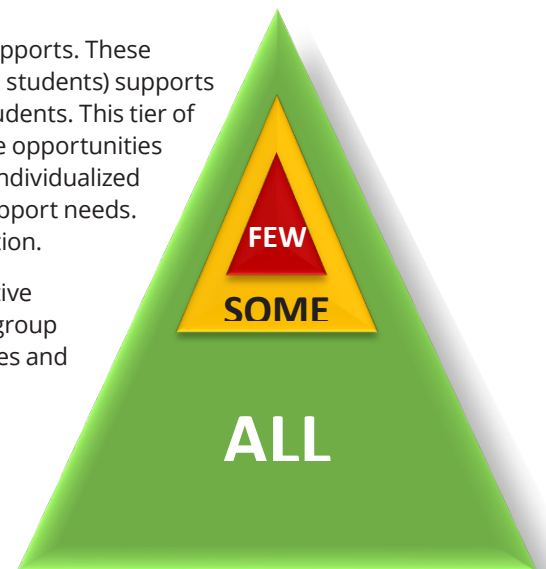 pports. These
students) supports
udents. This tier of
e opportunities
ndividualized
pport needs.
tion.
tive
group
es and
FEW
SOME
ALL